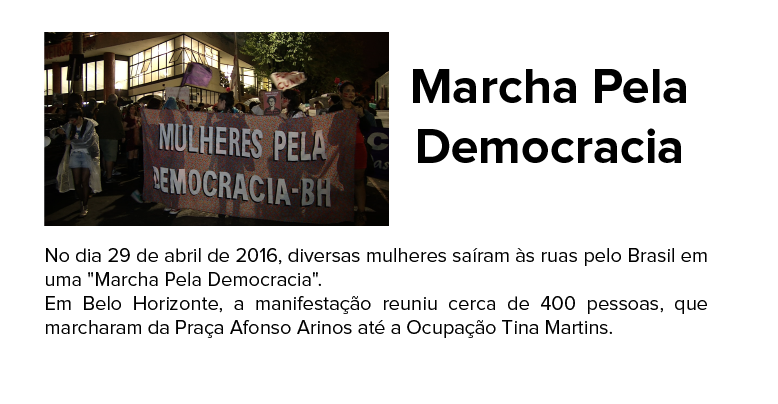 MULHERES PELA
DEMOCRACIA-BH
Marcha Pela
Democracia
No dia 29 de abril de 2016, diversas mulheres saíram às ruas pelo Brasil em
uma "Marcha Pela Democracia".
Em Belo Horizonte, a manifestação reuniu cerca de 400 pessoas, que
marcharam da Praça Afonso Arinos até a Ocupação Tina Martins.